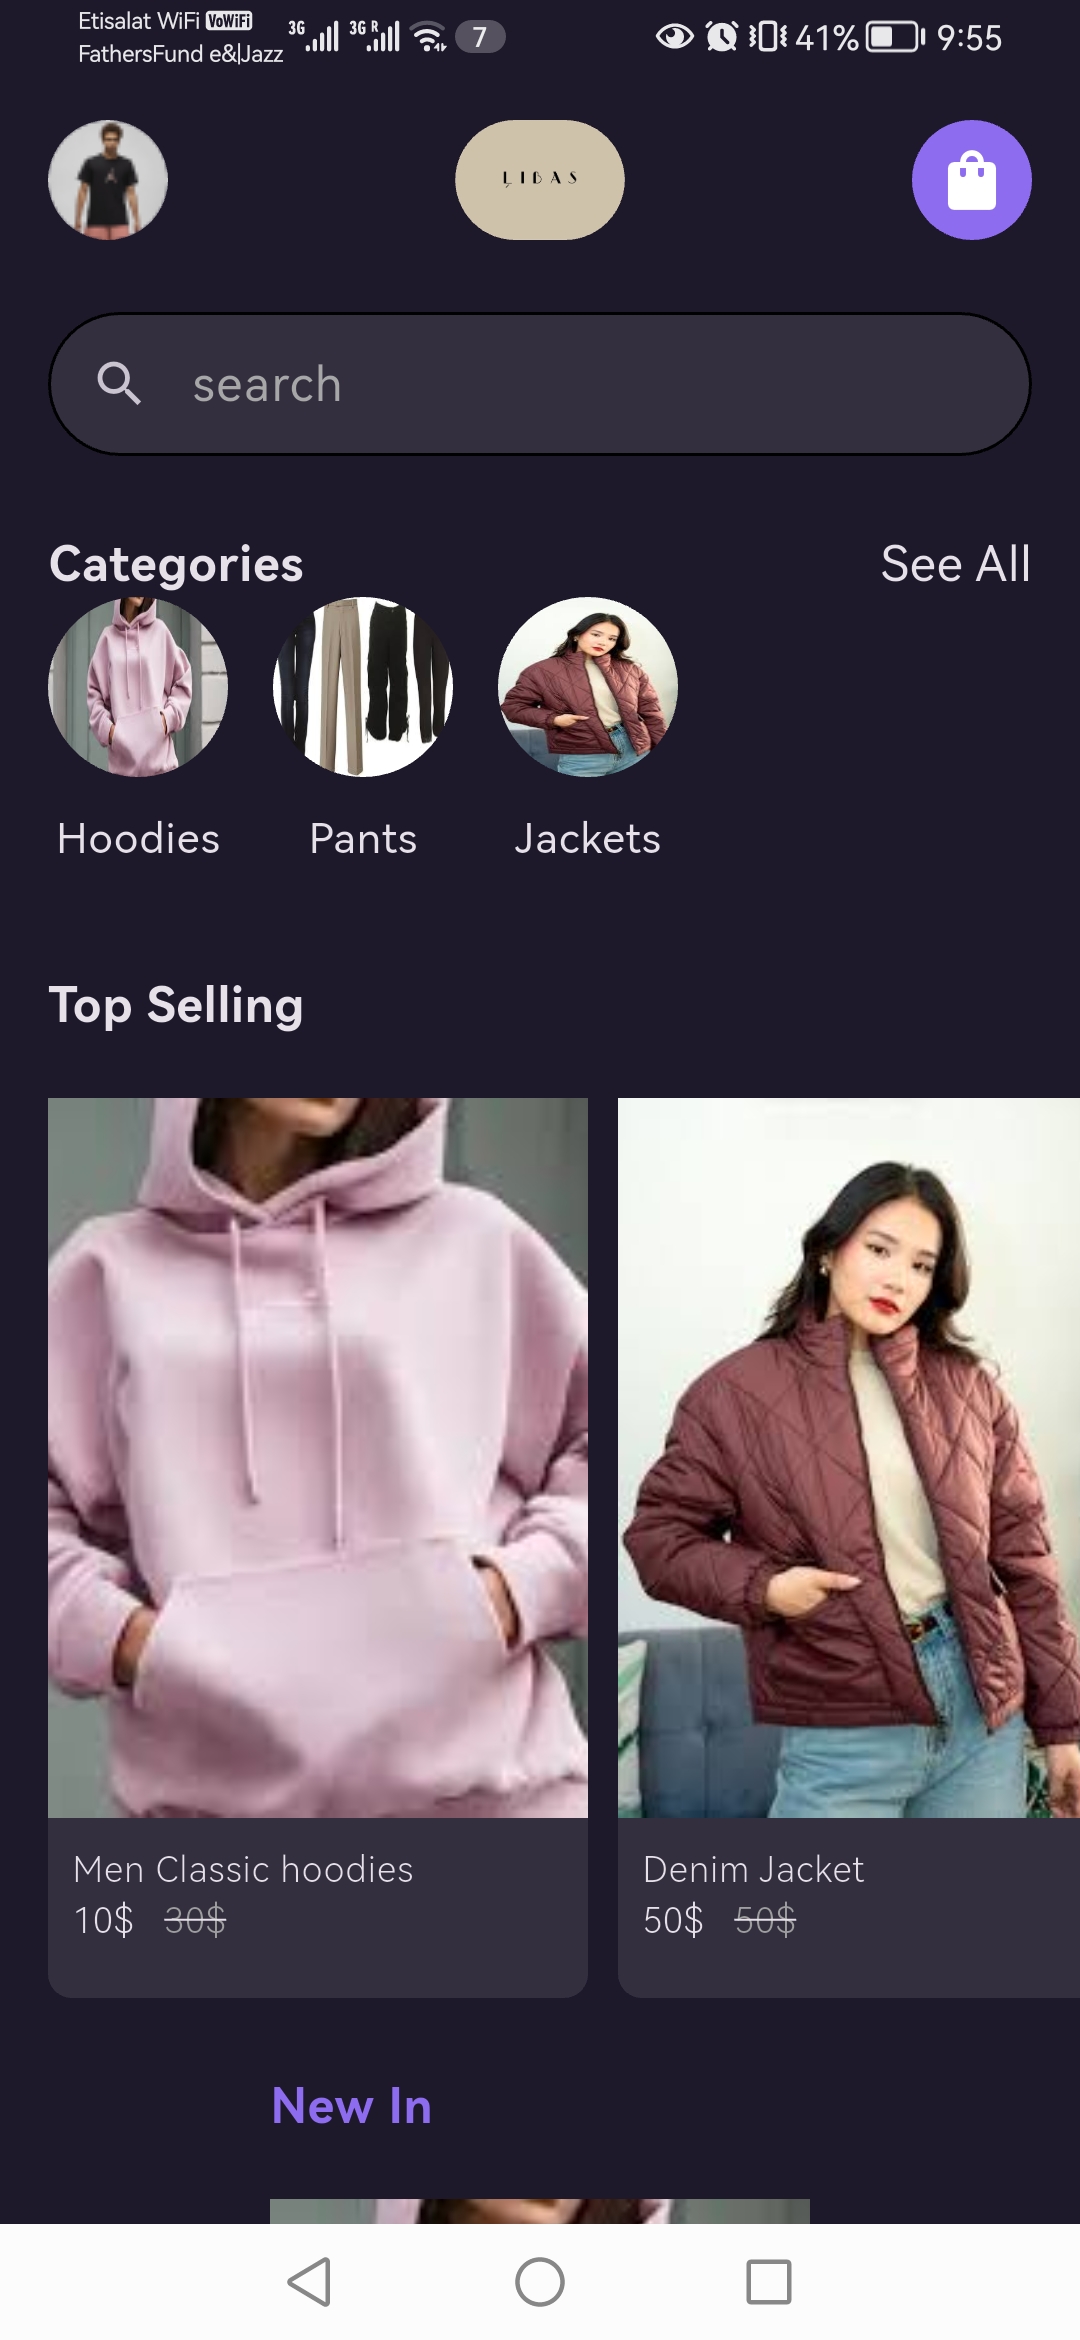 Etisalat WiFi VoWiFi
FathersFund e&|Jazz
3G 3G R 7 41% 9:55
LIBAS
search
Categories See All
Hoodies Pants Jackets
Top Selling
Men Classic hoodies
10$ 30$
Denim Jacket
50$ 50$
New In